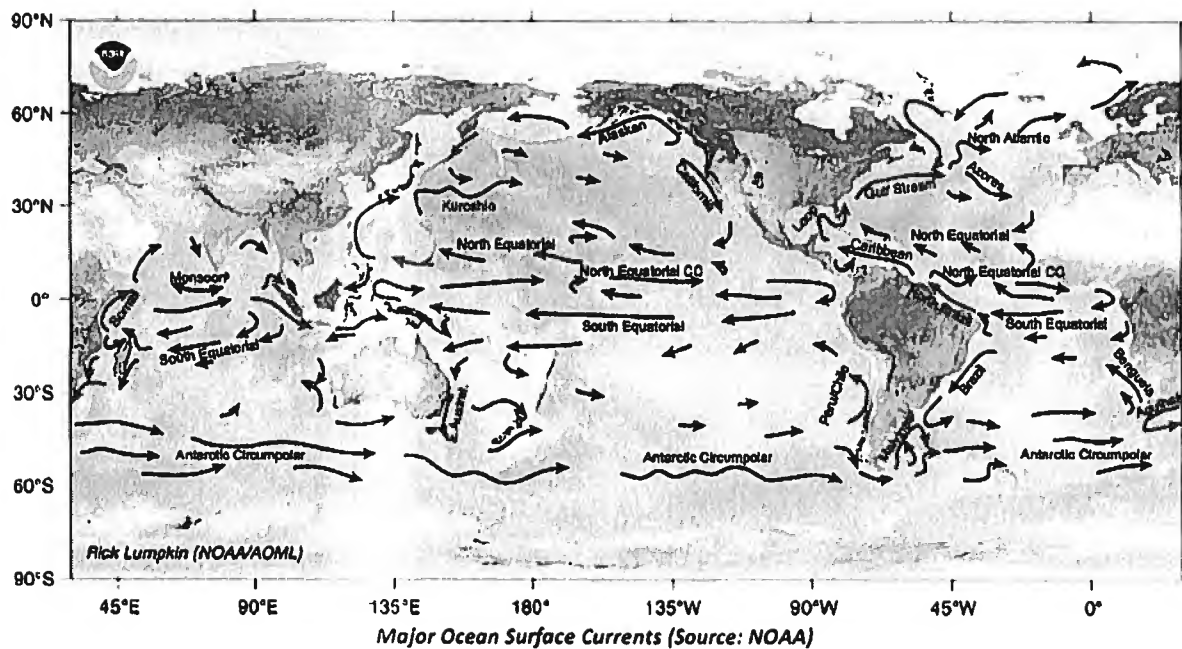 90°N
NOAA
60°N
Alaskan
North Atlantic
California
Gulf Stream
Azores
30°N
Kuroshio
Loop
North Equatorial
Caribbean
North Equatorial
Monsoon
North Equatorial CC
North Equatorial CC
0°
Somali
South Equatorial
South Equatorial
South Equatorial
Brazil
Benguela
30°S
Peru/Chile
Antarctic Circumpolar
Antarctic Circumpolar
Antarctic Circumpolar
60°S
Rick Lumpkin (NOAA/AOML)
90°S
45°E
90°E
135°E
180°
135°W
90°W
45°W
0°
Major Ocean Surface Currents (Source: NOAA)